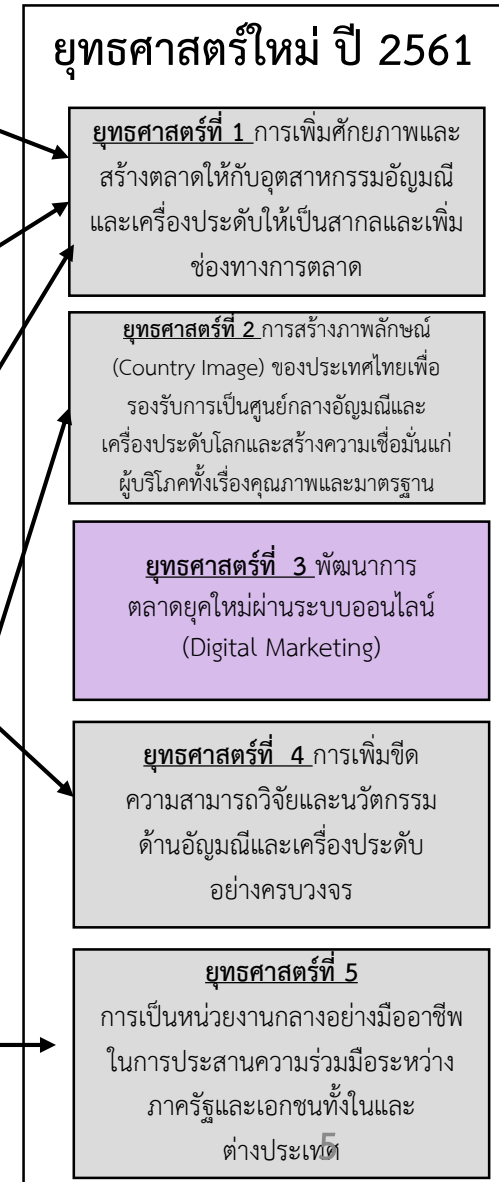 ยุทธศาสตร์ใหม่ ปี 2561
ยุทธศาสตร์ที่ 1 การเพิ่มศักยภาพและ
สร้างตลาดให้กับอุตสาหกรรมอัญมณี
และเครื่องประดับให้เป็นสากลและเพิ่ม
ช่องทางการตลาด
ยุทธศาสตร์ที่ 2 การสร้างภาพลักษณ์
(Country Image) ของประเทศไทยเพื่อ
รองรับการเป็นศูนย์กลางอัญมณีและ
เครื่องประดับโลกและสร้างความเชื่อมั่นแก่
ผู้บริโภคทั้งเรื่องคุณภาพและมาตรฐาน
ยุทธศาสตร์ที่ 3 พัฒนาการ
ตลาดยุคใหม่ผ่านระบบออนไลน์
(Digital Marketing)
ยุทธศาสตร์ที่ 4 การเพิ่มขีด
ความสามารถวิจัยและนวัตกรรม
ด้านอัญมณีและเครื่องประดับ
อย่างครบวงจร
ยุทธศาสตร์ที่ 5
การเป็นหน่วยงานกลางอย่างมืออาชีพ
ในการประสานความร่วมมือระหว่าง
ภาครัฐและเอกชนทั้งในและ
ต่างประเทศ
5